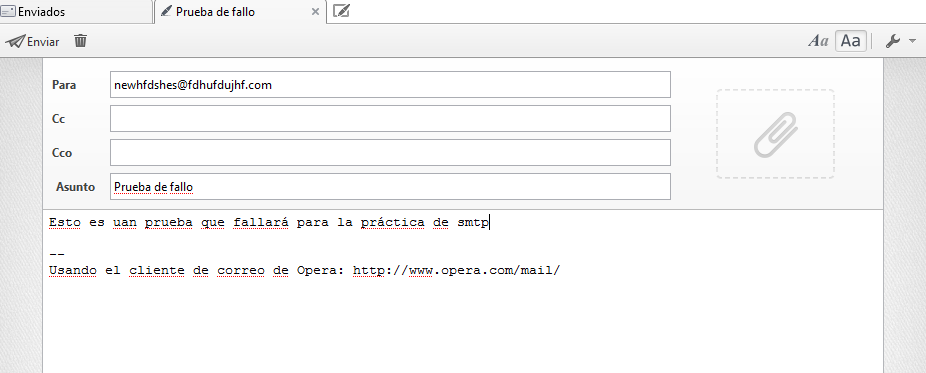 Enviados
Prueba de fallo
Enviar
Aa Aa
Para newhfdshes@fdhufdujhf.com
Cc
Cco
Asunto Prueba de fallo
Esto es uan prueba que fallará para la práctica de smtp
--
Usando el cliente de correo de Opera: http://www.opera.com/mail/